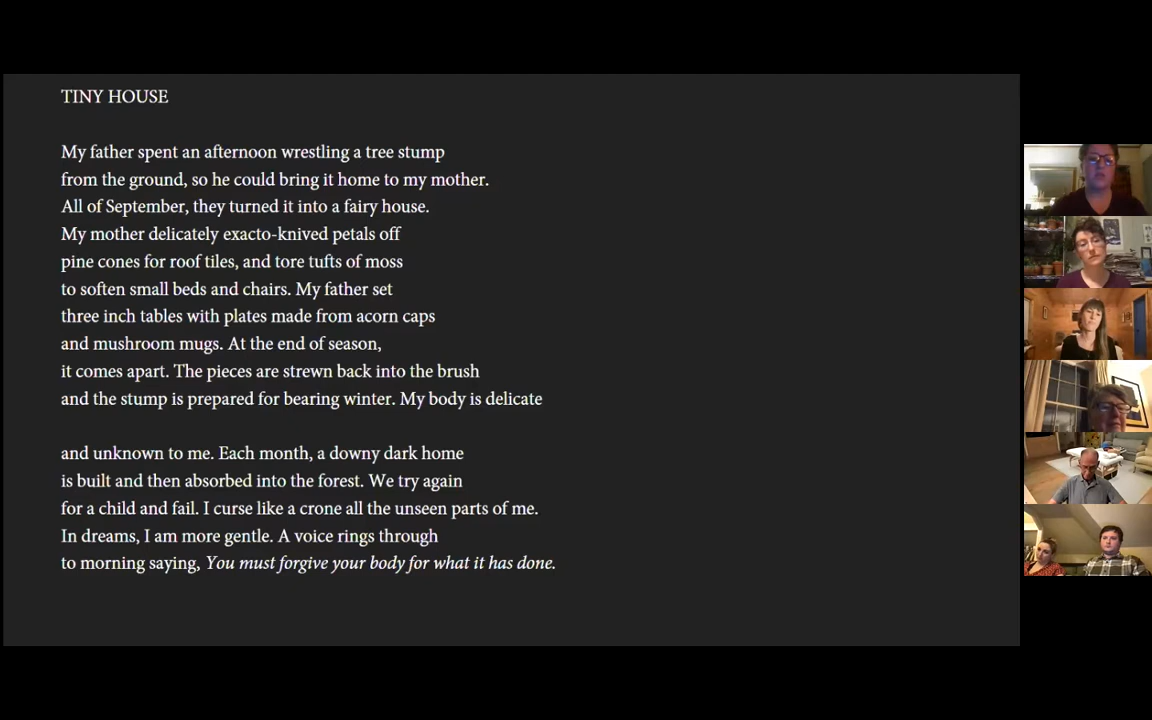 TINY HOUSE
My father spent an afternoon wrestling a tree stump
from the ground, so he could bring it home to my mother.
All of September, they turned it into a fairy house.
My mother delicately exacto-knived petals off
pine cones for roof tiles, and tore tufts of moss
to soften small beds and chairs. My father set
three inch tables with plates made from acorn caps
and mushroom mugs. At the end of season,
it comes apart. The pieces are strewn back into the brush
and the stump is prepared for bearing winter. My body is delicate
and unknown to me. Each month, a downy dark home
is built and then absorbed into the forest. We try again
for a child and fail. I curse like a crone all the unseen parts of me.
In dreams, I am more gentle. A voice rings through
to morning saying, You must forgive your body for what it has done.